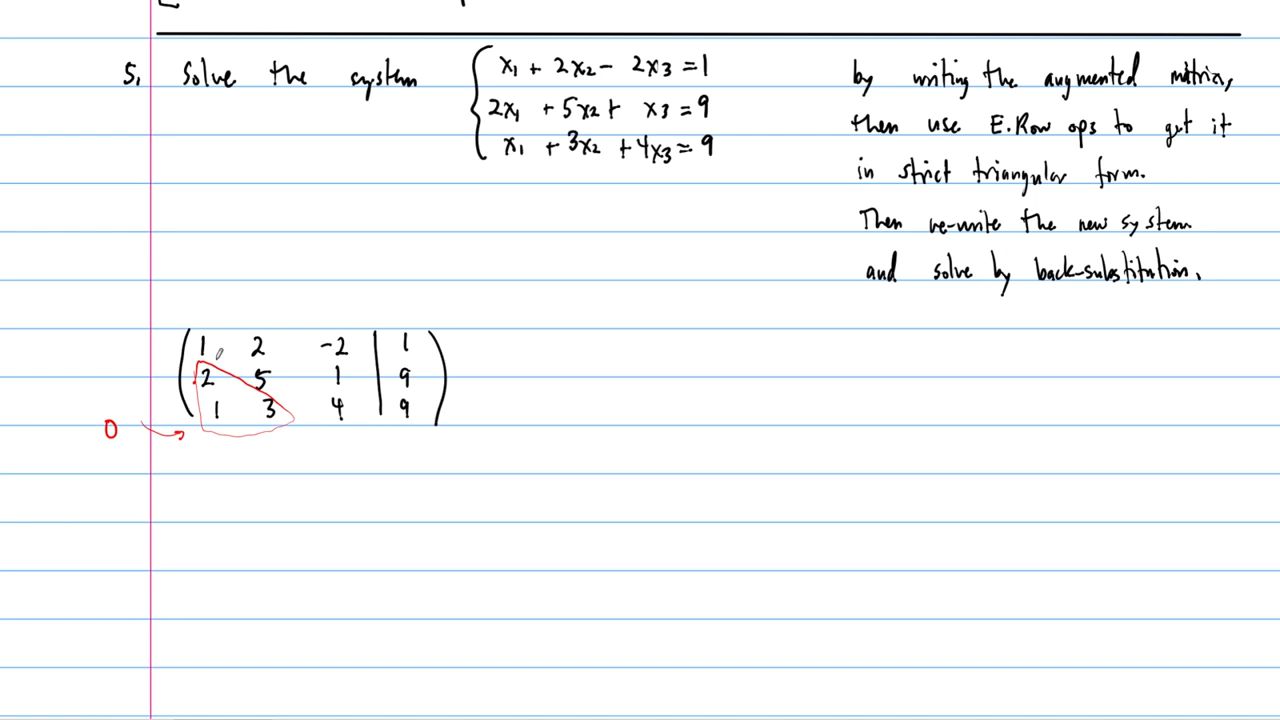 5. Solve the system
x₁ + 2x₂ - 2x₃ = 1
2x₁ + 5x₂ + x₃ = 9
x₁ + 3x₂ + 4x₃ = 9
by writing the augmented matrix,
then use E.Row ops to get it
in strict triangular form.
Then re-write the new system
and solve by back-substitution.
1 2 -2 | 1
2 5 1 | 9
1 3 4 | 9
0